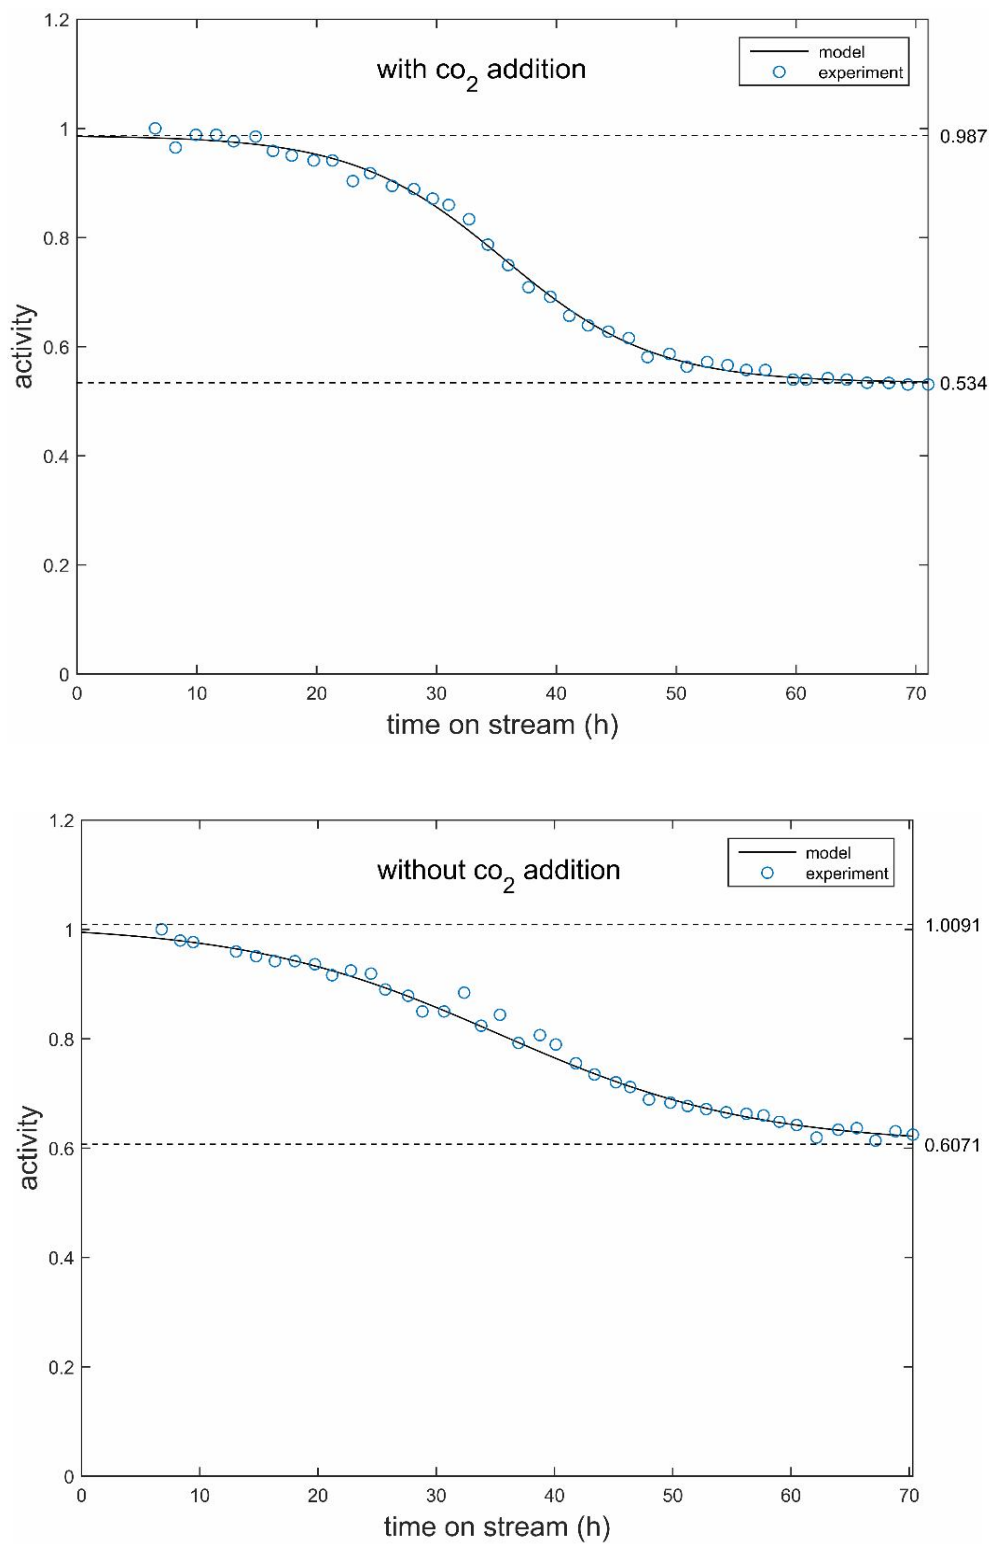 1.2
with co2 addition
model
experiment
1
0.987
0.8
0.6
0.534
0.4
0.2
0
0 10 20 30 40 50 60 70
activity
time on stream (h)
1.2
without co2 addition
model
experiment
1.0091
1
0.8
0.6
0.6071
0.4
0.2
0
0 10 20 30 40 50 60 70
activity
time on stream (h)